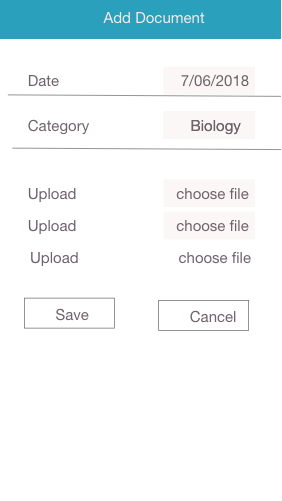 Add Document
Date 7/06/2018
Category Biology
Upload choose file
Upload choose file
Upload choose file
Save Cancel